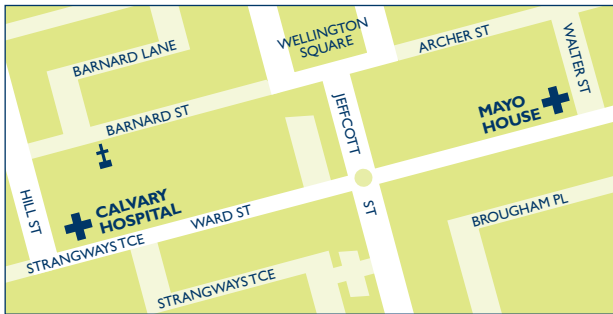 WELLINGTON
SQUARE
ARCHER ST
WALTER ST
BARNARD LANE
BARNARD ST
JEFFCOTT
ST
MAYO
HOUSE
HILL ST
CALVARY
HOSPITAL
WARD ST
STRANGWAYS TCE
BROUGHAM PL
STRANGWAYS TCE